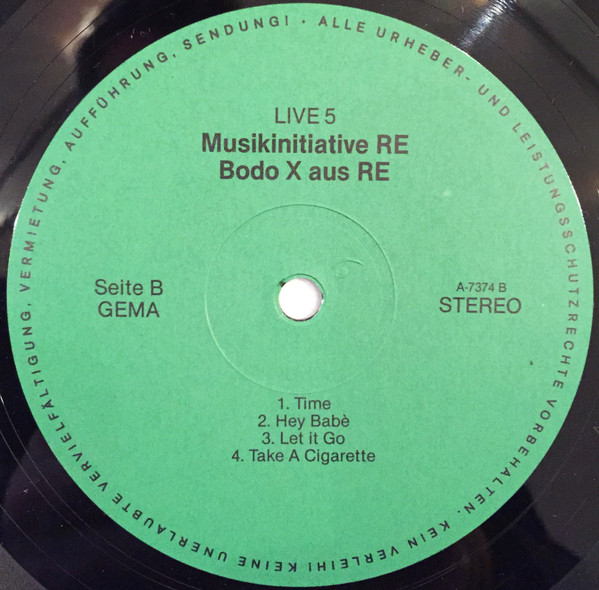 ALLE URHEBER- UND LEISTUNGSSCHUTZRECHTE VORBEHALTEN. KEIN VERLEIH! KEINE UNERLAUBTE VERVIELFÄLTIGUNG, VERMIETUNG, AUFFÜHRUNG, SENDUNG! ·
LIVE 5
Musikinitiative RE
Bodo X aus RE
Seite B
GEMA
A-7374 B
STEREO
1. Time
2. Hey Babè
3. Let it Go
4. Take A Cigarette